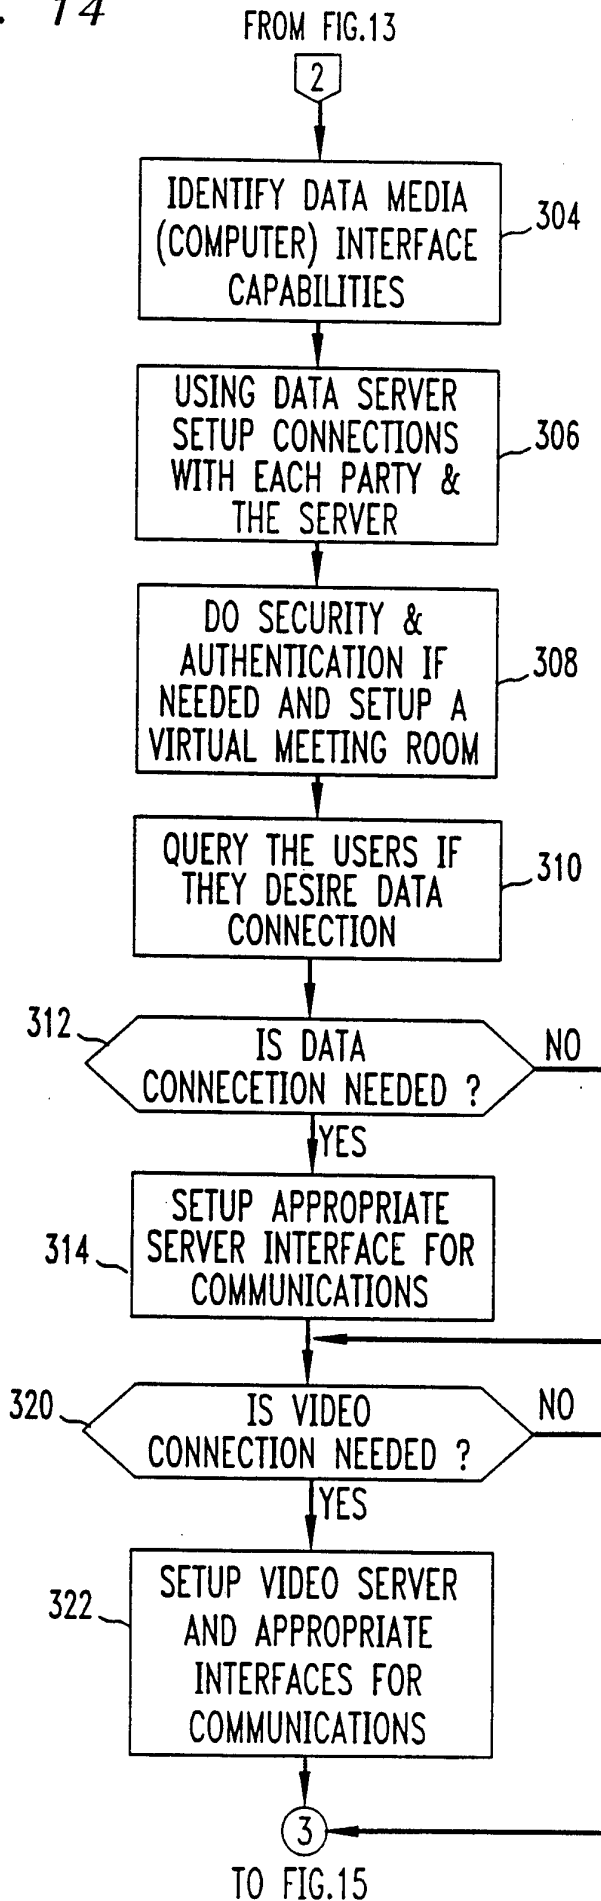 . 14
FROM FIG.13
2
IDENTIFY DATA MEDIA
(COMPUTER) INTERFACE
CAPABILITIES
304
USING DATA SERVER
SETUP CONNECTIONS
WITH EACH PARTY &
THE SERVER
306
DO SECURITY &
AUTHENTICATION IF
NEEDED AND SETUP A
VIRTUAL MEETING ROOM
308
QUERY THE USERS IF
THEY DESIRE DATA
CONNECTION
310
312
IS DATA
CONNECETION NEEDED ?
NO
YES
314
SETUP APPROPRIATE
SERVER INTERFACE FOR
COMMUNICATIONS
320
IS VIDEO
CONNECTION NEEDED ?
NO
YES
322
SETUP VIDEO SERVER
AND APPROPRIATE
INTERFACES FOR
COMMUNICATIONS
3
TO FIG.15